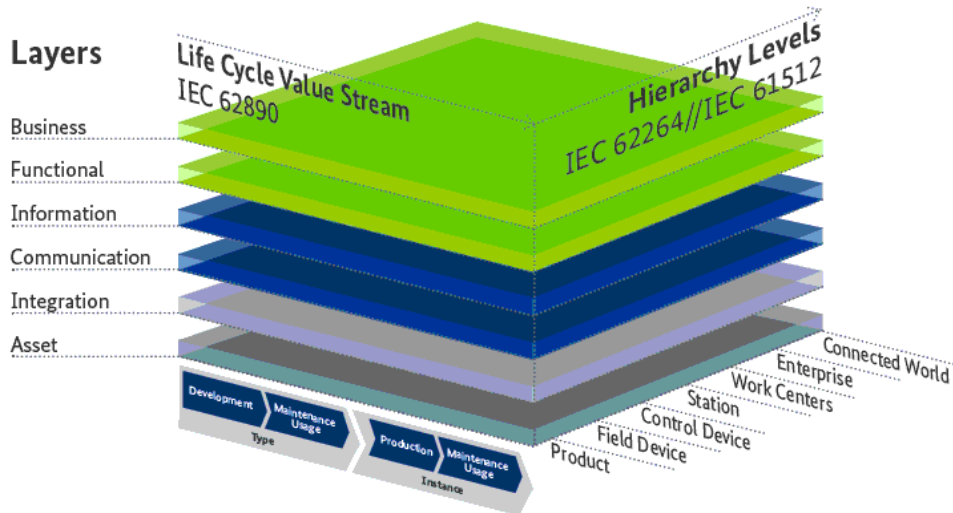 Layers
Life Cycle Value Stream
IEC 62890
Hierarchy Levels
IEC 62264//IEC 61512
Business
Functional
Information
Communication
Integration
Asset
Development
Maintenance
Usage
Type
Production
Maintenance
Usage
Instance
Product
Field Device
Control Device
Station
Work Centers
Enterprise
Connected World